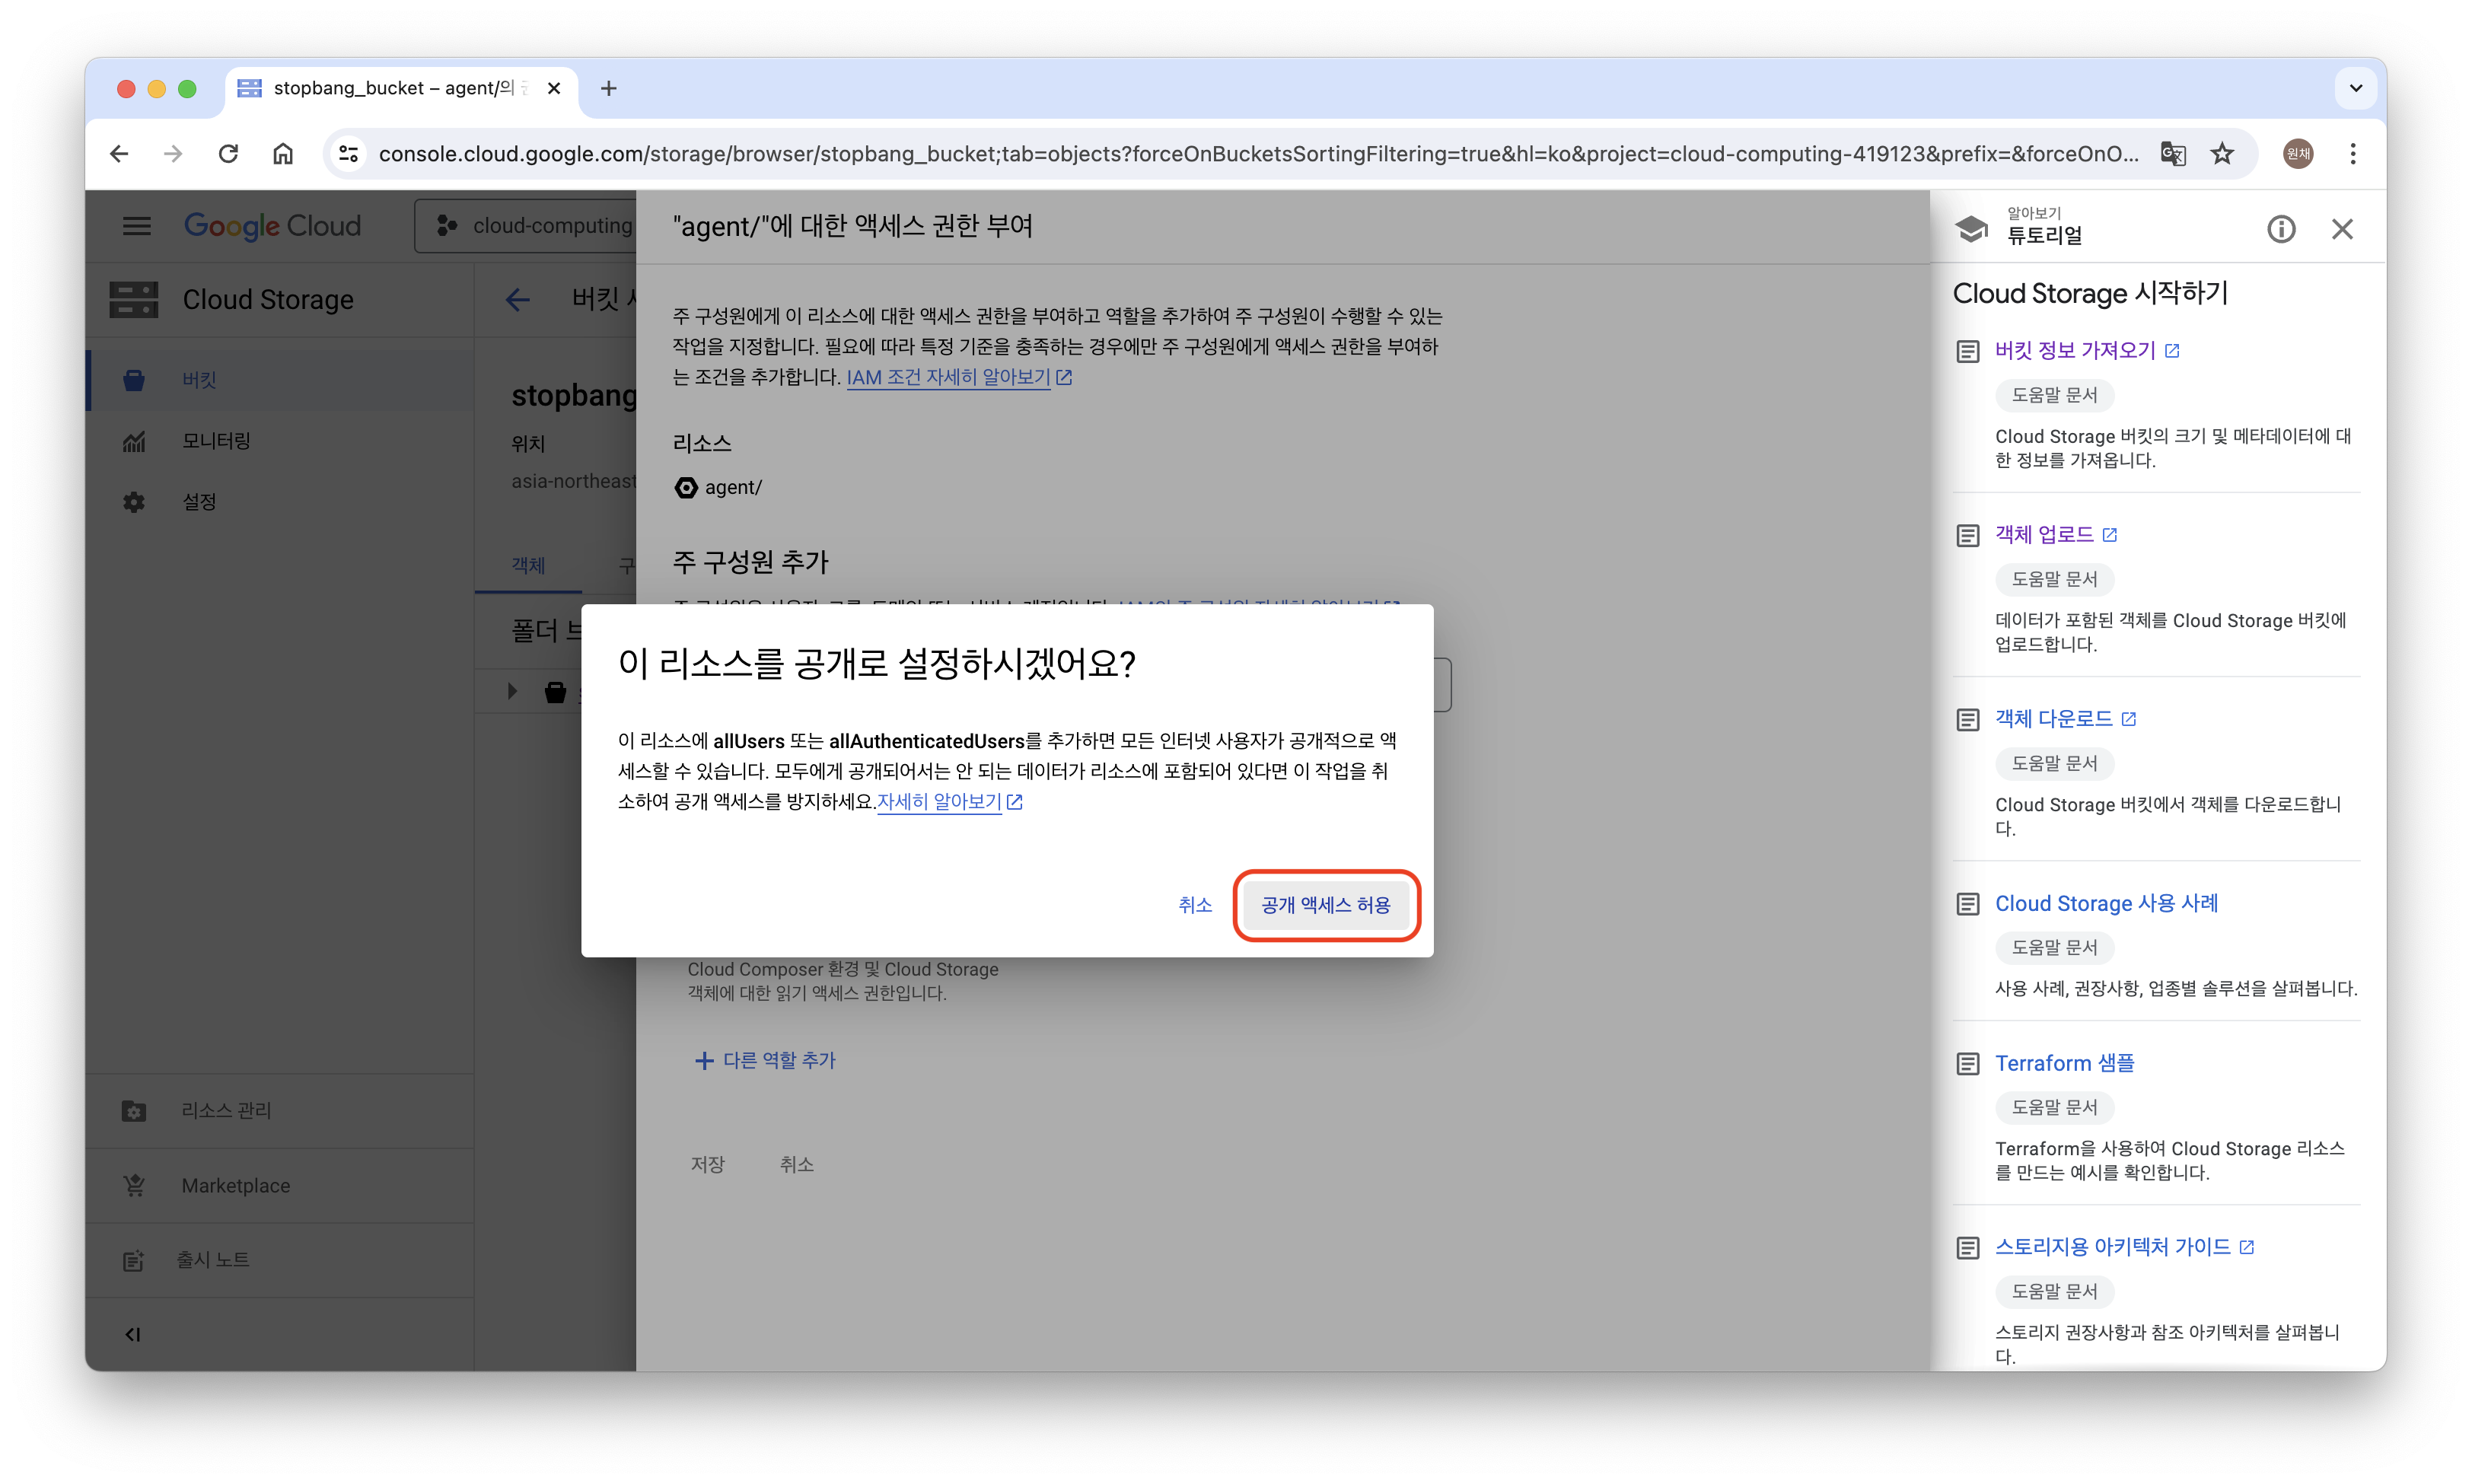 stopbang_bucket – agent/의
console.cloud.google.com/storage/browser/stopbang_bucket;tab=objects?forceOnBucketsSortingFiltering=true&hl=ko&project=cloud-computing-419123&prefix=&forceOnO...
원채
Google Cloud
cloud-computing
Cloud Storage
버킷
모니터링
설정
리소스 관리
Marketplace
출시 노트
버킷
stopbang
위치
asia-northeast
객체
구
폴더
"agent/"에 대한 액세스 권한 부여
주 구성원에게 이 리소스에 대한 액세스 권한을 부여하고 역할을 추가하여 주 구성원이 수행할 수 있는
작업을 지정합니다. 필요에 따라 특정 기준을 충족하는 경우에만 주 구성원에게 액세스 권한을 부여하
는 조건을 추가합니다. IAM 조건 자세히 알아보기
리소스
agent/
주 구성원 추가
이 리소스를 공개로 설정하시겠어요?
이 리소스에 allUsers 또는 allAuthenticatedUsers를 추가하면 모든 인터넷 사용자가 공개적으로 액
세스할 수 있습니다. 모두에게 공개되어서는 안 되는 데이터가 리소스에 포함되어 있다면 이 작업을 취
소하여 공개 액세스를 방지하세요.자세히 알아보기
취소
공개 액세스 허용
Cloud Composer 환경 및 Cloud Storage
객체에 대한 읽기 액세스 권한입니다.
다른 역할 추가
저장
취소
알아보기
튜토리얼
Cloud Storage 시작하기
버킷 정보 가져오기
도움말 문서
Cloud Storage 버킷의 크기 및 메타데이터에 대
한 정보를 가져옵니다.
객체 업로드
도움말 문서
데이터가 포함된 객체를 Cloud Storage 버킷에
업로드합니다.
객체 다운로드
도움말 문서
Cloud Storage 버킷에서 객체를 다운로드합니
다.
Cloud Storage 사용 사례
도움말 문서
사용 사례, 권장사항, 업종별 솔루션을 살펴봅니다.
Terraform 샘플
도움말 문서
Terraform을 사용하여 Cloud Storage 리소스
를 만드는 예시를 확인합니다.
스토리지용 아키텍처 가이드
도움말 문서
스토리지 권장사항과 참조 아키텍처를 살펴봅니
다.